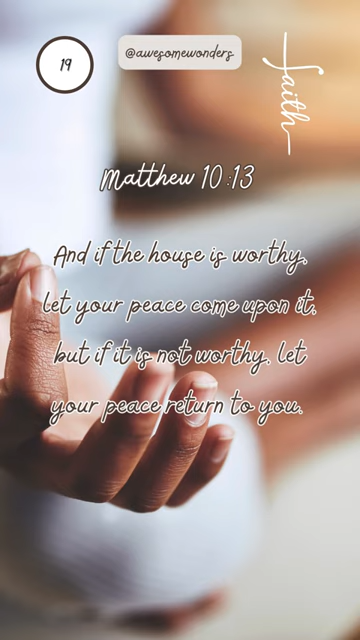 19
@awesomewonders
faith
Matthew 10:13
And if the house is worthy,
let your peace come upon it,
but if it is not worthy, let
your peace return to you.